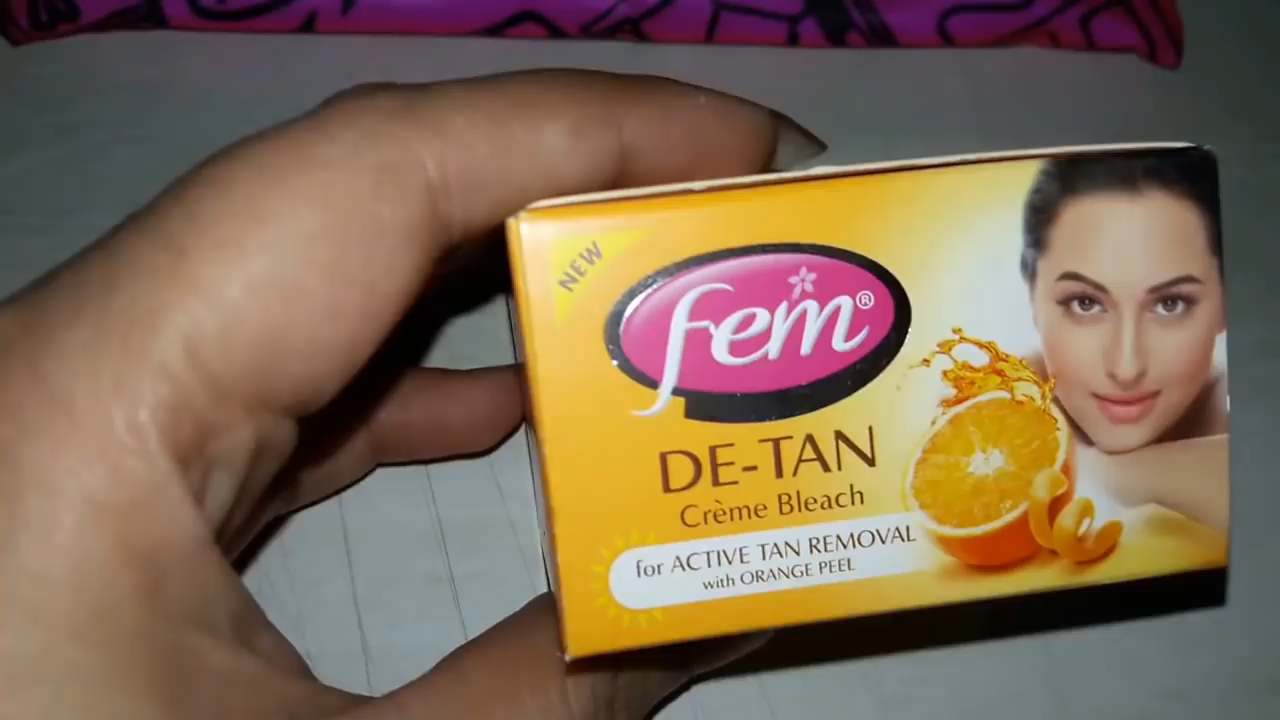 NEW
fem®
DE-TAN
Crème Bleach
for ACTIVE TAN REMOVAL
with ORANGE PEEL